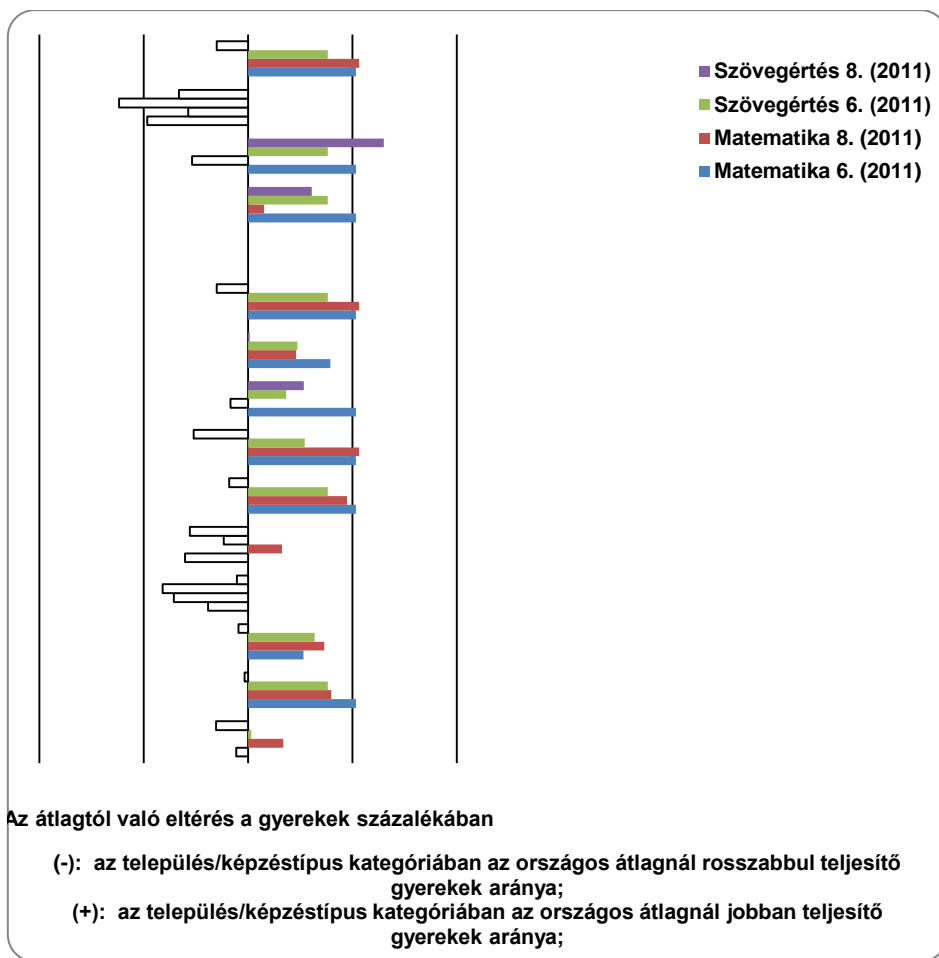 Szövegértés 8. (2011)
Szövegértés 6. (2011)
Matematika 8. (2011)
Matematika 6. (2011)
Az átlagtól való eltérés a gyerekek százalékában
(-): az település/képzéstípus kategóriában az országos átlagnál rosszabbul teljesítő
gyerekek aránya;
(+): az település/képzéstípus kategóriában az országos átlagnál jobban teljesítő
gyerekek aránya;